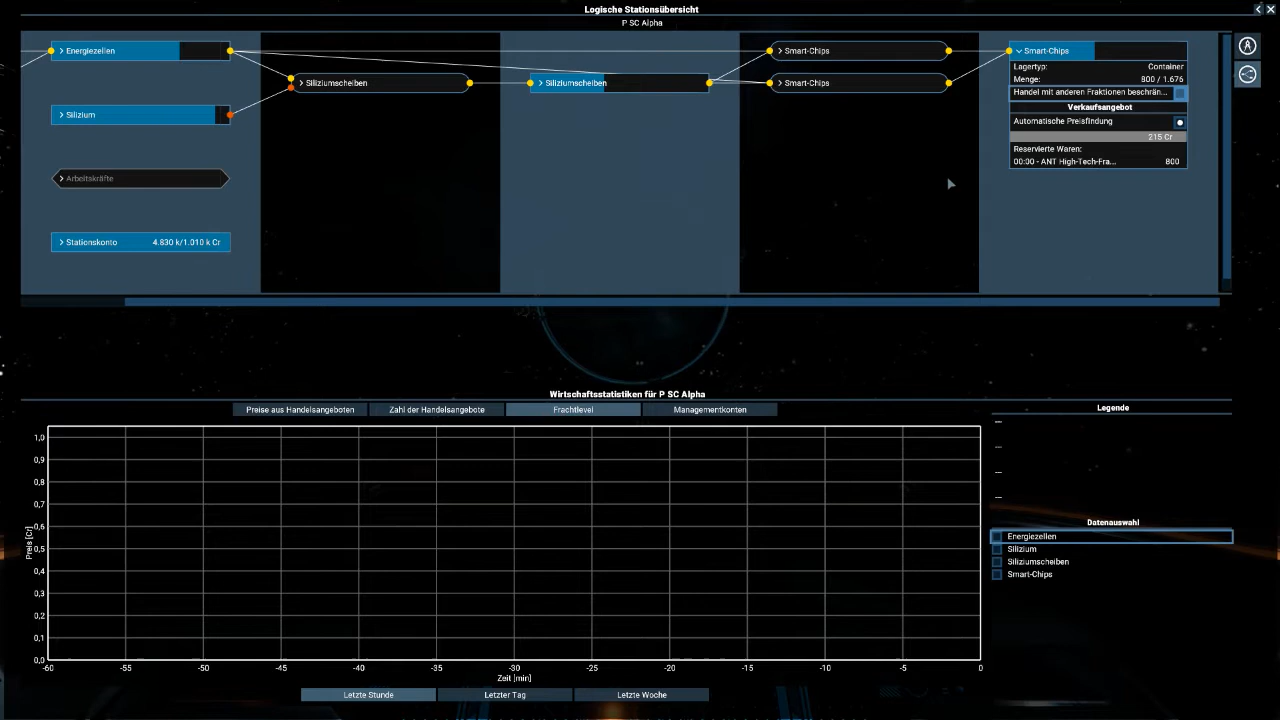 Logische Stationsübersicht
P SC Alpha
Energiezellen
Silizium
Arbeitskräfte
Stationskonto 4.830 k/1.010 k Cr
Siliziumscheiben
Siliziumscheiben
Smart-Chips
Smart-Chips
Smart-Chips
Lagertyp: Container
Menge: 800 / 1.676
Handel mit anderen Fraktionen beschrän...
Verkaufsangebot
Automatische Preisfindung
215 Cr
Reservierte Waren:
00:00 - ANT High-Tech-Fra... 800
Wirtschaftsstatistiken für P SC Alpha
Preise aus Handelsangeboten Zahl der Handelsangebote Frachtlevel Managementkonten
Preis [Cr]
1,0
0,9
0,8
0,7
0,6
0,5
0,4
0,3
0,2
0,1
0,0
-60 -55 -50 -45 -40 -35 -30 -25 -20 -15 -10 -5 0
Zeit [min]
Letzte Stunde Letzter Tag Letzte Woche
Legende
---
---
---
---
Datenauswahl
Energiezellen
Silizium
Siliziumscheiben
Smart-Chips